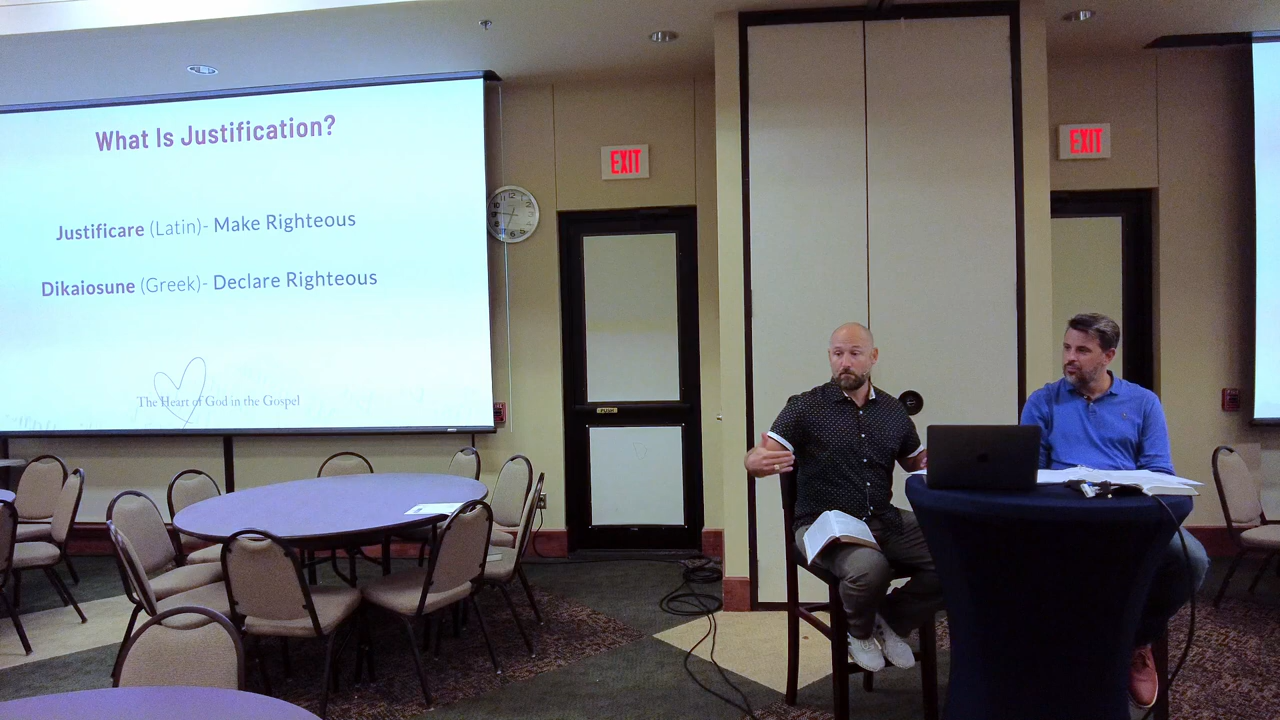 What Is Justification?
Justificare (Latin)- Make Righteous
Dikaiosune (Greek)- Declare Righteous
The Heart of God in the Gospel
EXIT
EXIT
PUSH